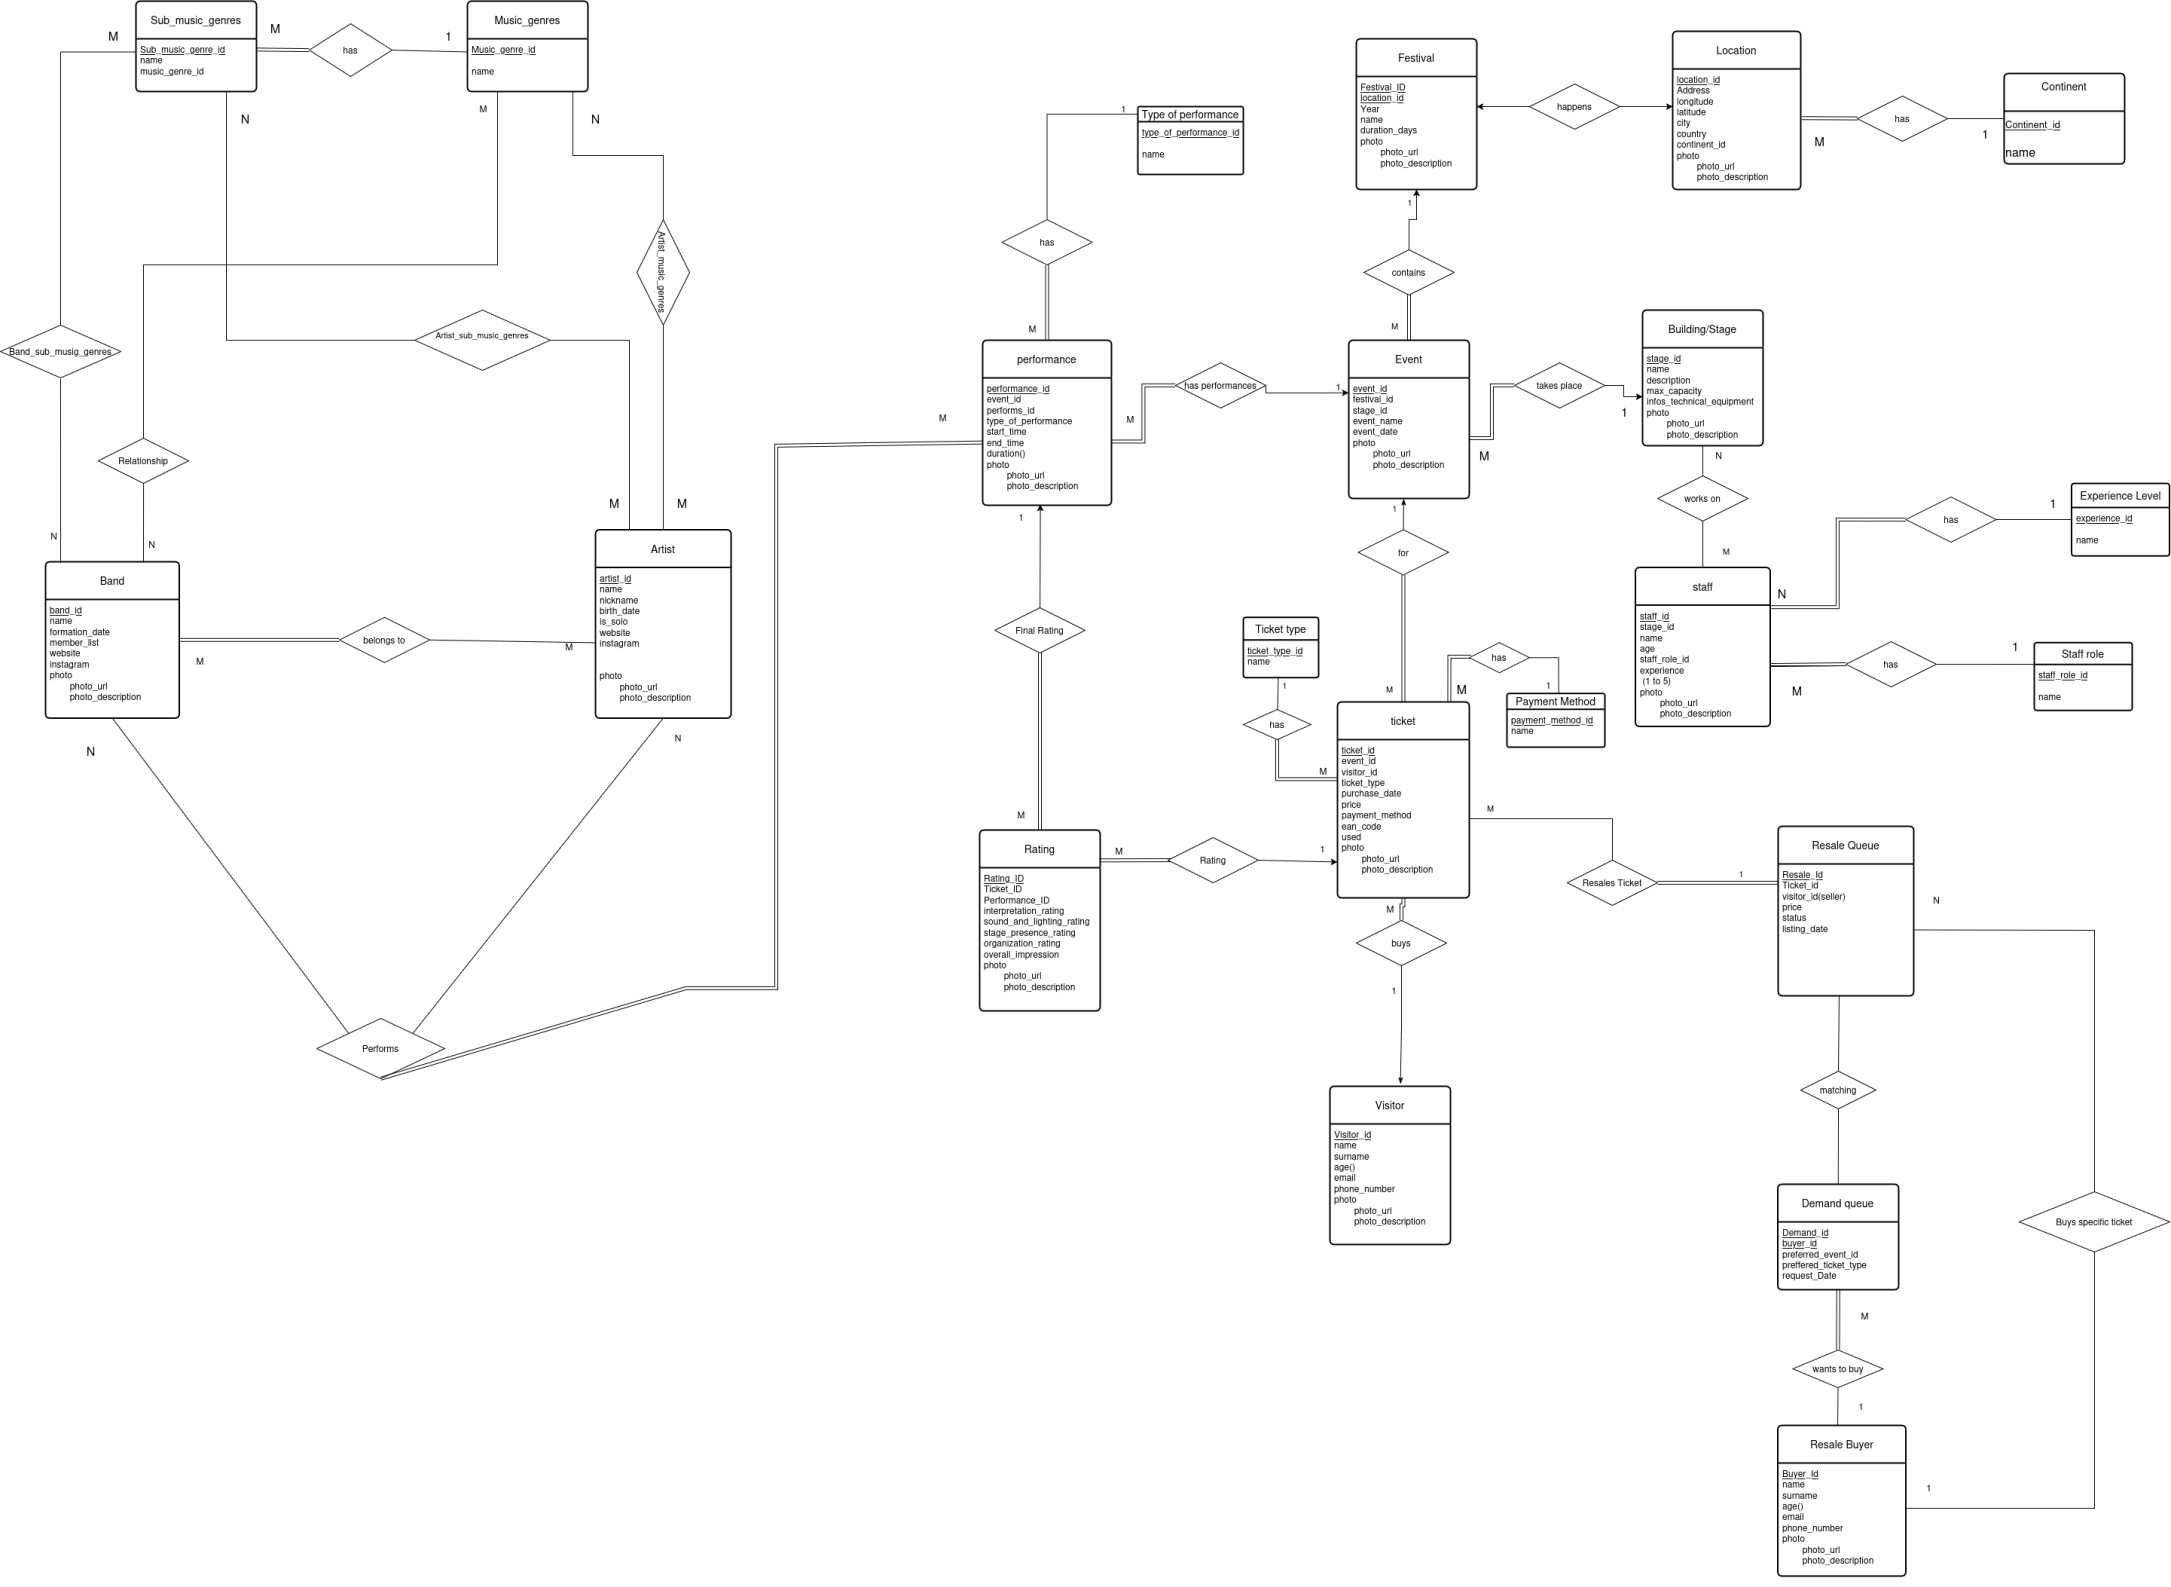 Sub_music_genres
Sub_music_genre_id
name
music_genre_id
M
M
has
1
Music_genres
Music_genre_id
name
N
M
N
Band_sub_musig_genres
N
Relationship
N
Artist_sub_music_genres
M
Artist_music_genres
M
Band
band_id
name
formation_date
member_list
website
instagram
photo
photo_url
photo_description
M
belongs to
M
Artist
artist_id
name
nickname
birth_date
is_solo
website
instagram
photo
photo_url
photo_description
N
N
Performs
M
Type of performance
type_of_performance_id
name
1
has
M
performance
performance_id
event_id
performs_id
type_of_performance
start_time
end_time
duration()
photo
photo_url
photo_description
M
has performances
1
1
Final Rating
M
Rating
Rating_ID
Ticket_ID
Performance_ID
interpretation_rating
sound_and_lighting_rating
stage_presence_rating
organization_rating
overall_impression
photo
photo_url
photo_description
M
Rating
1
Festival
Festival_ID
location_id
Year
name
duration_days
photo
photo_url
photo_description
happens
Location
location_id
Address
longitude
latitude
city
country
continent_id
photo
photo_url
photo_description
M
has
1
Continent
Continent_id
name
1
contains
M
Event
event_id
festival_id
stage_id
event_name
event_date
photo
photo_url
photo_description
M
takes place
1
Building/Stage
stage_id
name
description
max_capacity
infos_technical_equipment
photo
photo_url
photo_description
N
works on
M
staff
staff_id
stage_id
name
age
staff_role_id
experience
(1 to 5)
photo
photo_url
photo_description
N
has
1
Experience Level
experience_id
name
M
has
1
Staff role
staff_role_id
name
1
for
M
Ticket type
ticket_type_id
name
1
has
M
M
has
1
Payment Method
payment_method_id
name
ticket
ticket_id
event_id
visitor_id
ticket_type
purchase_date
price
payment_method
ean_code
used
photo
photo_url
photo_description
M
buys
1
Visitor
Visitor_id
name
surname
age()
email
phone_number
photo
photo_url
photo_description
M
Resales Ticket
1
Resale Queue
Resale_Id
Ticket_id
visitor_id(seller)
price
status
listing_date
N
matching
Demand queue
Demand_id
buyer_id
preferred_event_id
preffered_ticket_type
request_Date
Buys specific ticket
M
wants to buy
1
Resale Buyer
Buyer_Id
name
surname
age()
email
phone_number
photo
photo_url
photo_description
1